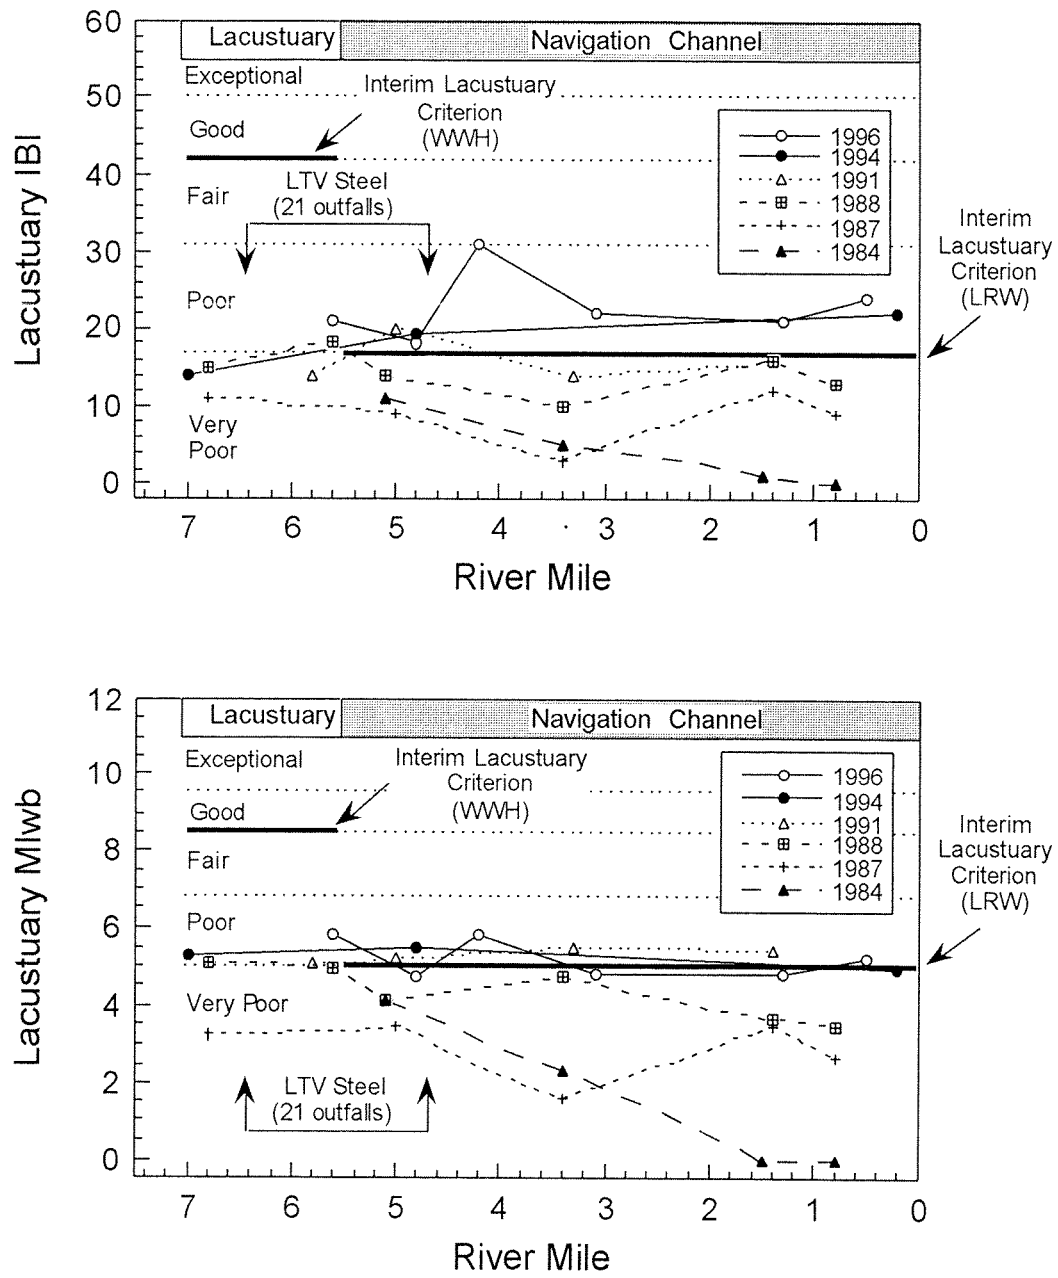 60
50
40
30
20
10
0
Lacustuary IBI
Lacustuary
Navigation Channel
Exceptional
Interim Lacustuary
Criterion
(WWH)
Good
Fair
LTV Steel
(21 outfalls)
Poor
Very
Poor
1996
1994
1991
1988
1987
1984
Interim
Lacustuary
Criterion
(LRW)
7 6 5 4 3 2 1 0
River Mile
12
10
8
6
4
2
0
Lacustuary MIwb
Lacustuary
Navigation Channel
Exceptional
Interim Lacustuary
Criterion
(WWH)
Good
Fair
Poor
Very Poor
LTV Steel
(21 outfalls)
1996
1994
1991
1988
1987
1984
Interim
Lacustuary
Criterion
(LRW)
7 6 5 4 3 2 1 0
River Mile